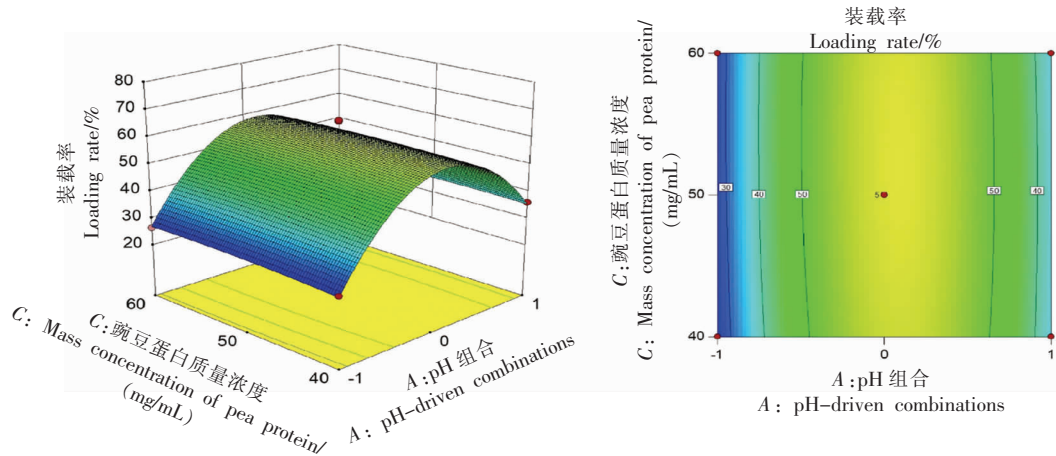 80
70
60
50
40
30
20
装载率
Loading rate/%
60
50
40
C:豌豆蛋白质量浓度
C: Mass concentration of pea protein/
(mg/mL)
-1
0
1
A:pH 组合
A: pH-driven combinations
装载率
Loading rate/%
C:豌豆蛋白质量浓度
C: Mass concentration of pea protein/
(mg/mL)
60
50
40
30
40
50
5
50
40
-1
0
1
A:pH 组合
A: pH-driven combinations